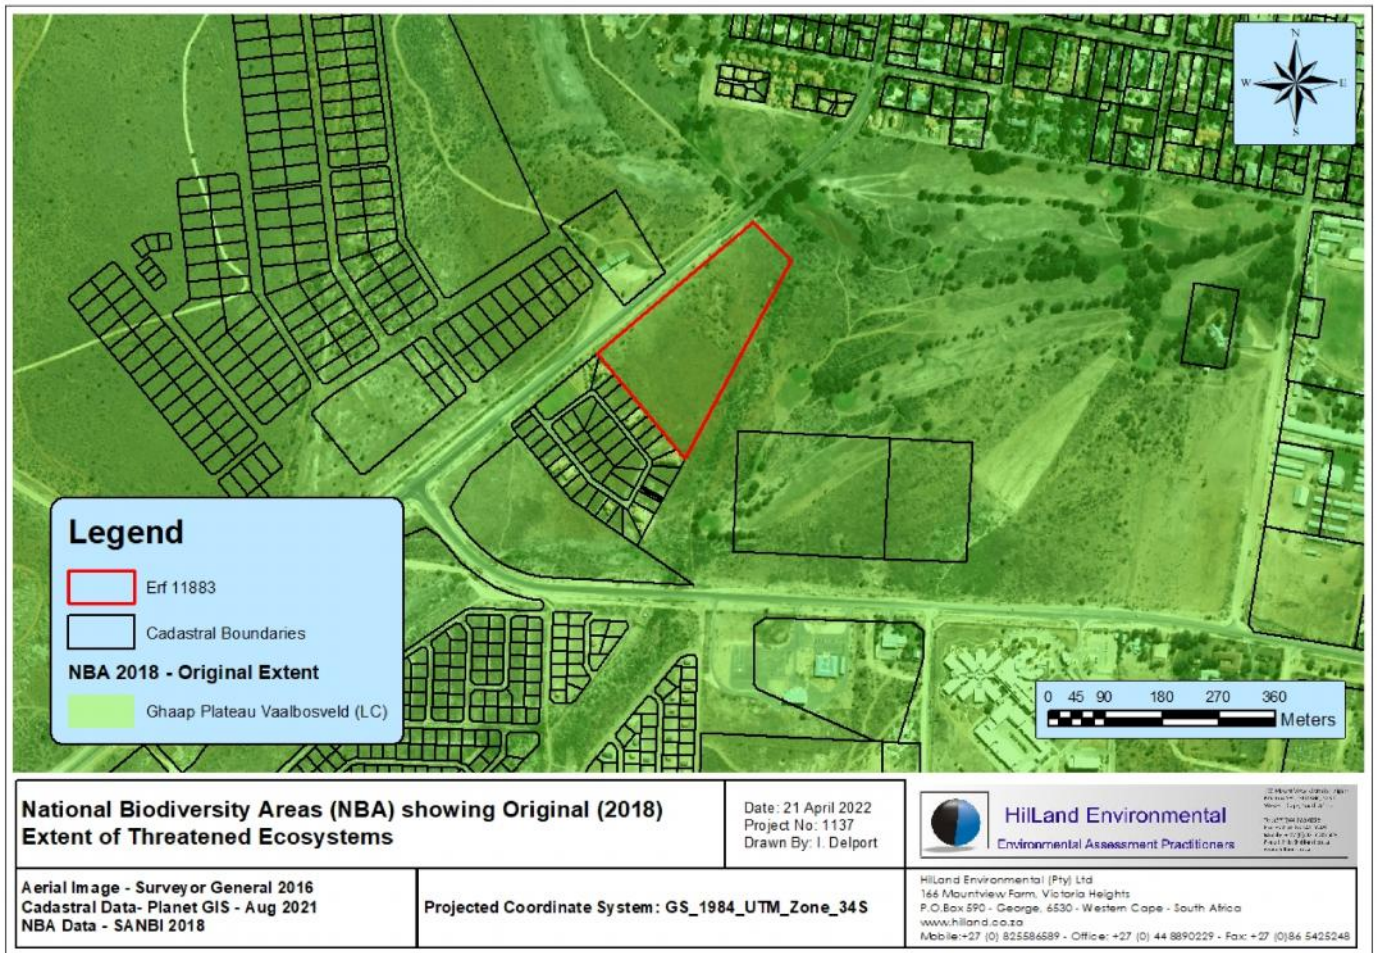 N
W
E
S
Legend
Erf 11883
Cadastral Boundaries
NBA 2018 - Original Extent
Ghaap Plateau Vaalbosveld (LC)
0 45 90 180 270 360
Meters
National Biodiversity Areas (NBA) showing Original (2018)
Extent of Threatened Ecosystems
Date: 21 April 2022
Project No: 1137
Drawn By: I. Delport
HilLand Environmental
Environmental Assessment Practitioners
Aerial Image - Surveyor General 2016
Cadastral Data- Planet GIS - Aug 2021
NBA Data - SANBI 2018
Projected Coordinate System: GS_1984_UTM_Zone_34S
HilLand Environmental (Pty) Ltd
166 Mountview Farm, Victoria Heights
P.O.Box 590 - George, 6530 - Western Cape - South Africa
www.hilland.co.za
Mobile:+27 (0) 825586589 - Office: +27 (0) 44 8890229 - Fax: +27 (0)86 5425248